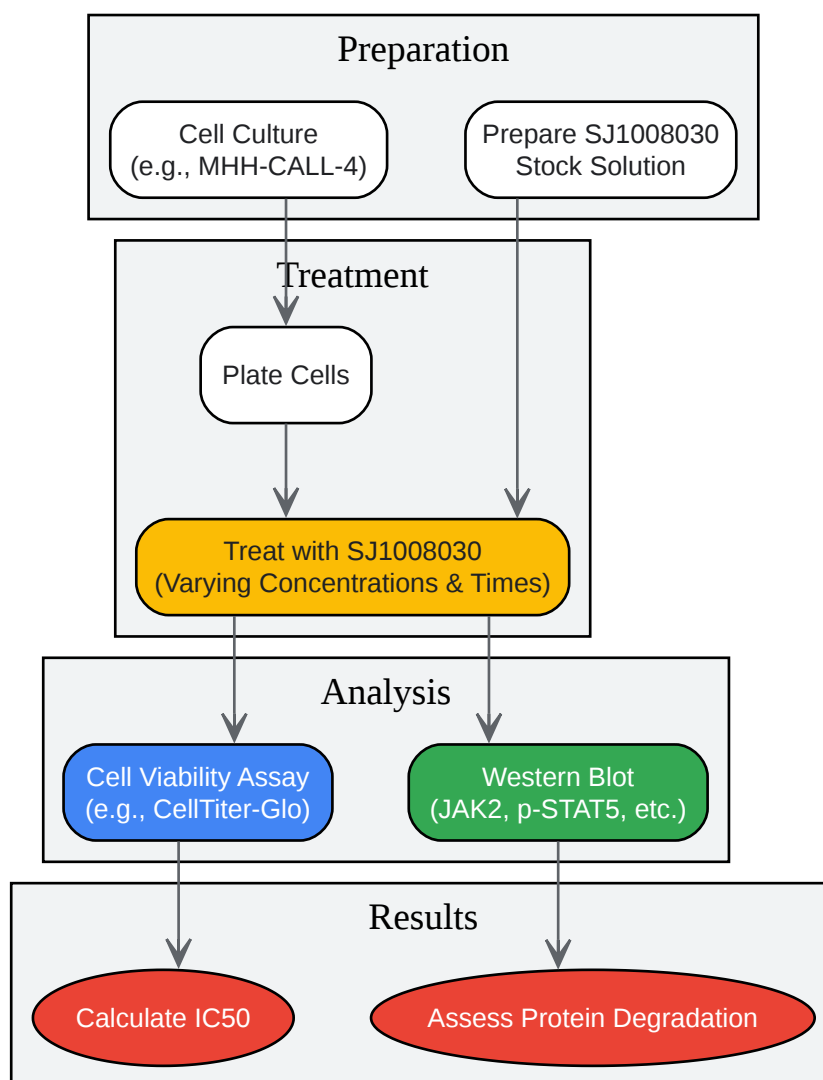 Preparation
Cell Culture
(e.g., MHH-CALL-4)
Prepare SJ1008030
Stock Solution
Treatment
Plate Cells
Treat with SJ1008030
(Varying Concentrations & Times)
Analysis
Cell Viability Assay
(e.g., CellTiter-Glo)
Western Blot
(JAK2, p-STAT5, etc.)
Results
Calculate IC50
Assess Protein Degradation